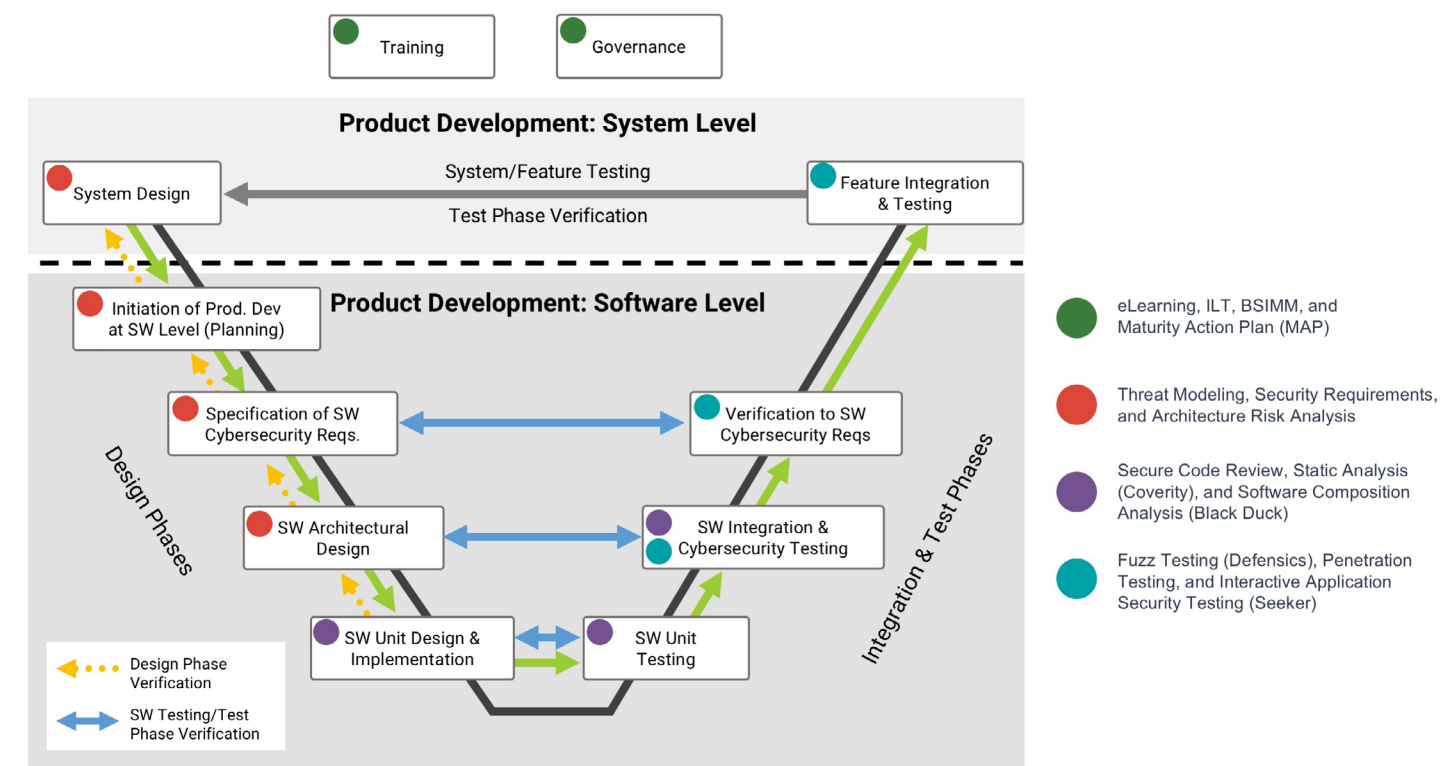 Training
Governance
Product Development: System Level
System Design
System/Feature Testing
Test Phase Verification
Feature Integration
& Testing
Product Development: Software Level
Initiation of Prod. Dev
at SW Level (Planning)
Specification of SW
Cybersecurity Reqs.
Verification to SW
Cybersecurity Reqs
Design Phases
SW Architectural
Design
SW Integration &
Cybersecurity Testing
Integration & Test Phases
SW Unit Design &
Implementation
SW Unit
Testing
Design Phase
Verification
SW Testing/Test
Phase Verification
eLearning, ILT, BSIMM, and
Maturity Action Plan (MAP)
Threat Modeling, Security Requirements,
and Architecture Risk Analysis
Secure Code Review, Static Analysis
(Coverity), and Software Composition
Analysis (Black Duck)
Fuzz Testing (Defensics), Penetration
Testing, and Interactive Application
Security Testing (Seeker)